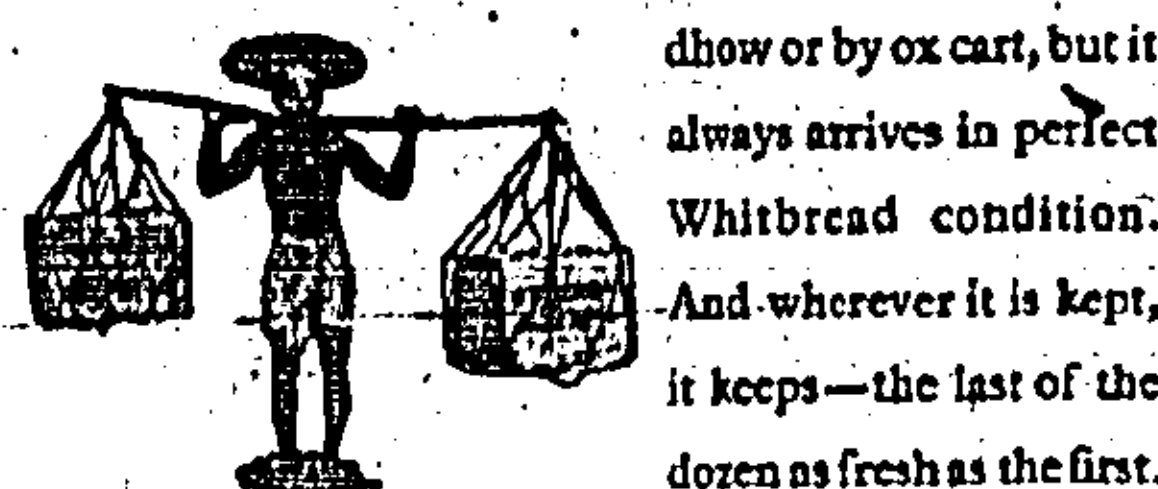 dhow or by ox cart, but it
always arrives in perfect
Whitbread condition.
And wherever it is kept,
it keeps—the last of the
dozen as fresh as the first.